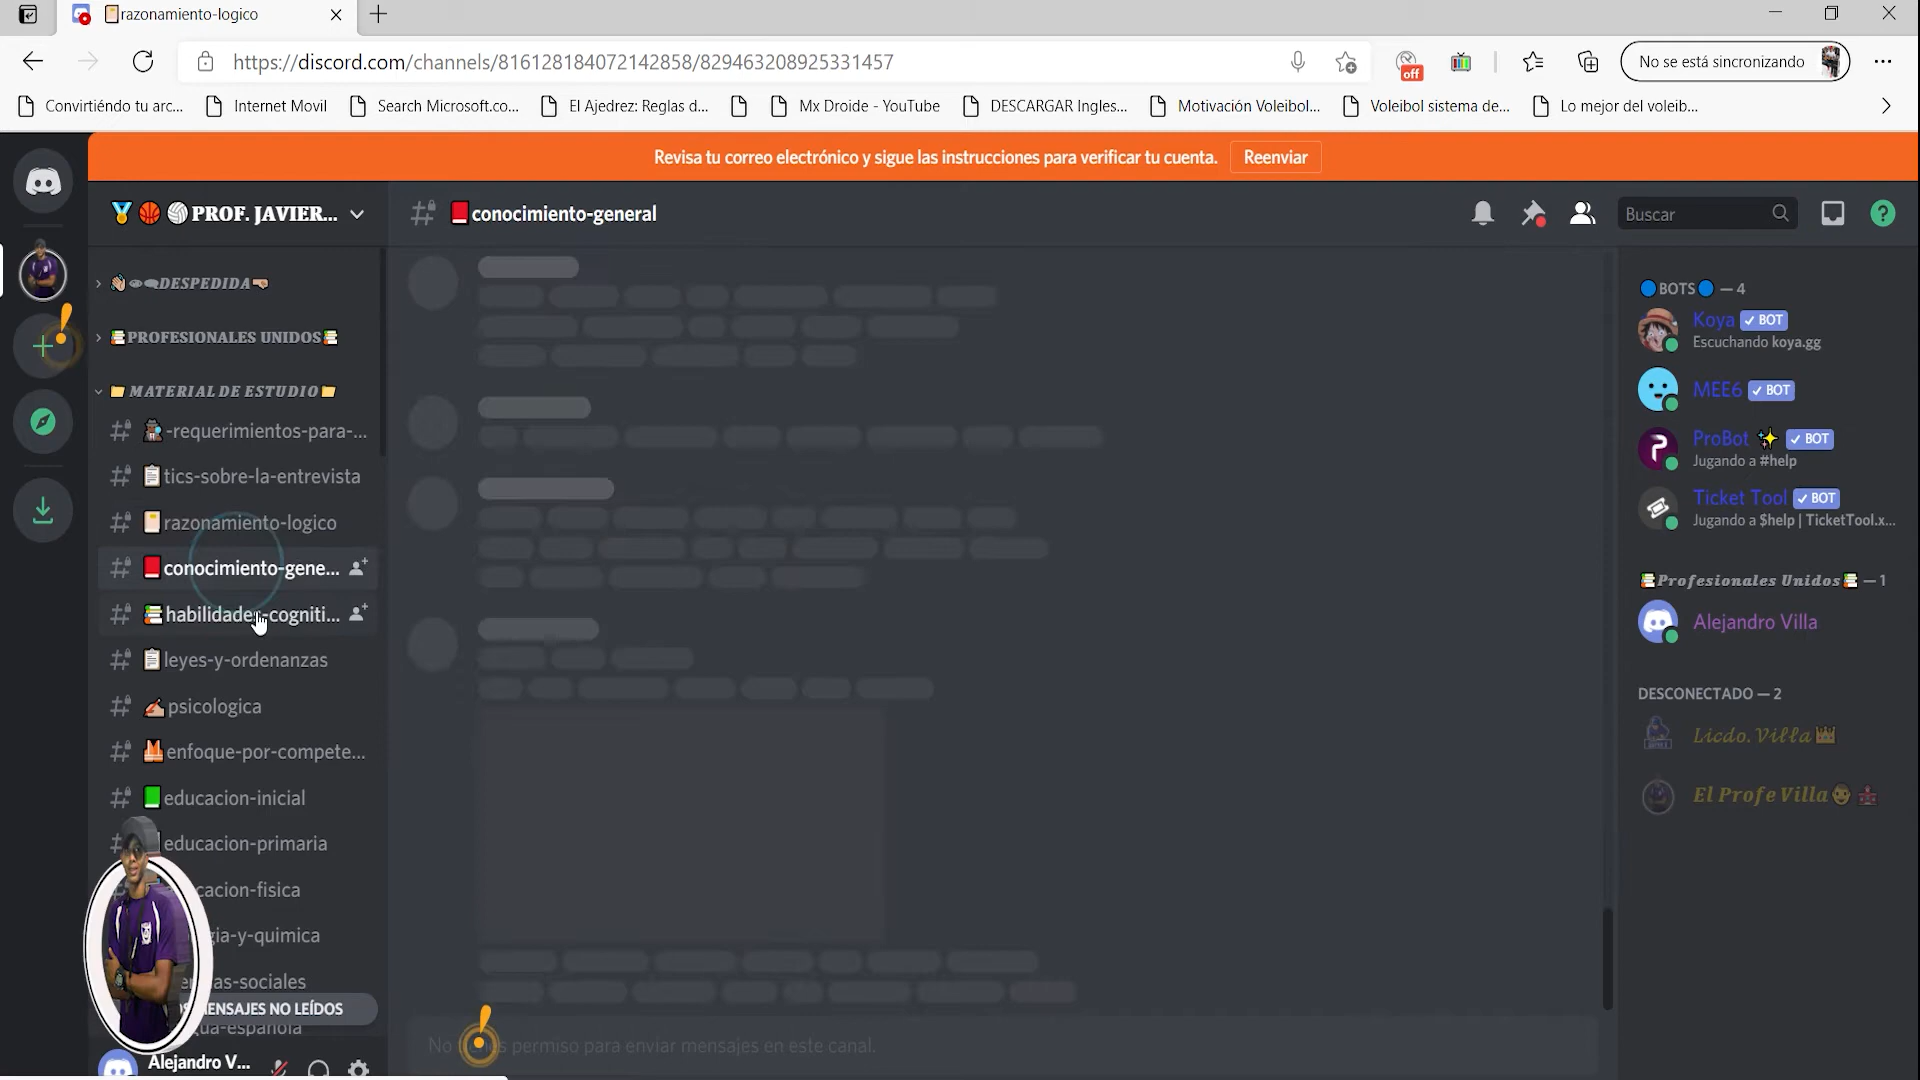 razonamiento-logico
https://discord.com/channels/816128184072142858/829463208925331457
off
No se está sincronizando
Convirtiéndo tu arc...
Internet Movil
Search Microsoft.co...
El Ajedrez: Reglas d...
Mx Droide - YouTube
DESCARGAR Ingles...
Motivación Voleibol...
Voleibol sistema de...
Lo mejor del voleib...
Revisa tu correo electrónico y sigue las instrucciones para verificar tu cuenta.
Reenviar
PROF. JAVIER...
conocimiento-general
Buscar
DESPEDIDA
PROFESIONALES UNIDOS
MATERIAL DE ESTUDIO
-requerimientos-para-...
tics-sobre-la-entrevista
razonamiento-logico
conocimiento-gene...
habilidades-cogniti...
leyes-y-ordenanzas
psicologica
enfoque-por-compete...
educacion-inicial
educacion-primaria
cacion-fisica
gia-y-quimica
sociales
MENSAJES NO LEÍDOS
española
Alejandro V...
permiso para enviar mensajes en este canal.
BOTS — 4
Koya BOT
Escuchando koya.gg
MEE6 BOT
ProBot BOT
Jugando a #help
Ticket Tool BOT
Jugando a $help | TicketTool.x...
Profesionales Unidos — 1
Alejandro Villa
DESCONECTADO — 2
Licdo. Villa
El Profe Villa